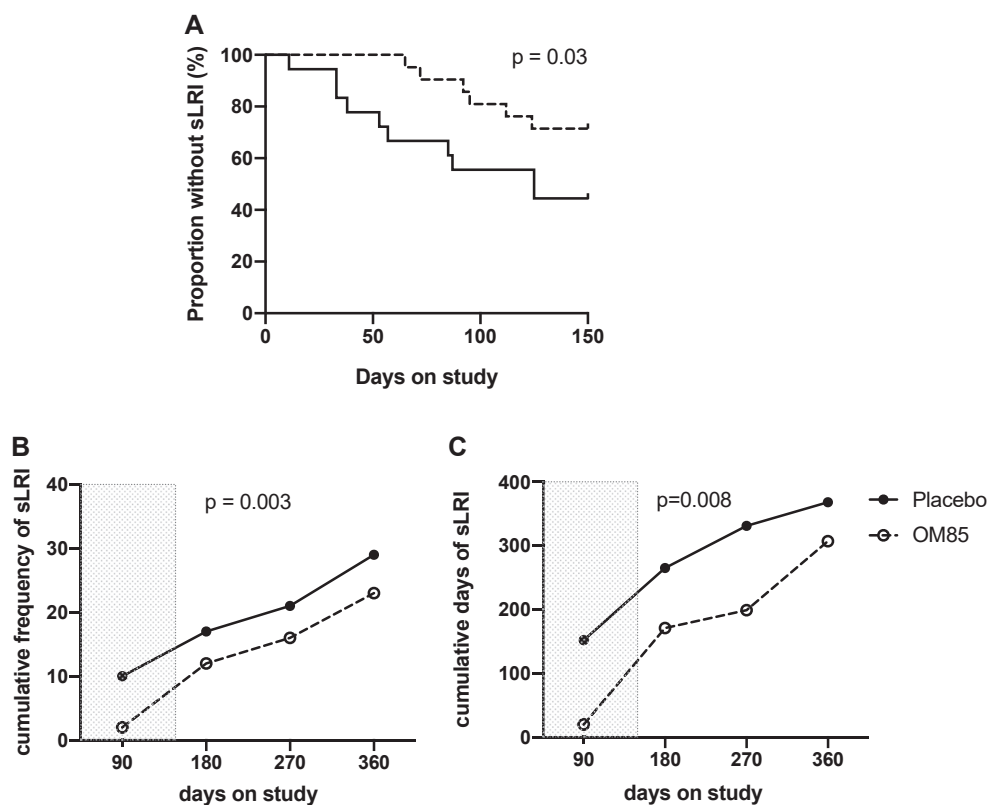 A
Proportion without sLRI (%)
100
80
60
40
20
0
p = 0.03
0 50 100 150
Days on study
B
cumulative frequency of sLRI
40
30
20
10
0
p = 0.003
90 180 270 360
days on study
C
cumulative days of sLRI
400
300
200
100
0
p=0.008
90 180 270 360
days on study
Placebo
OM85